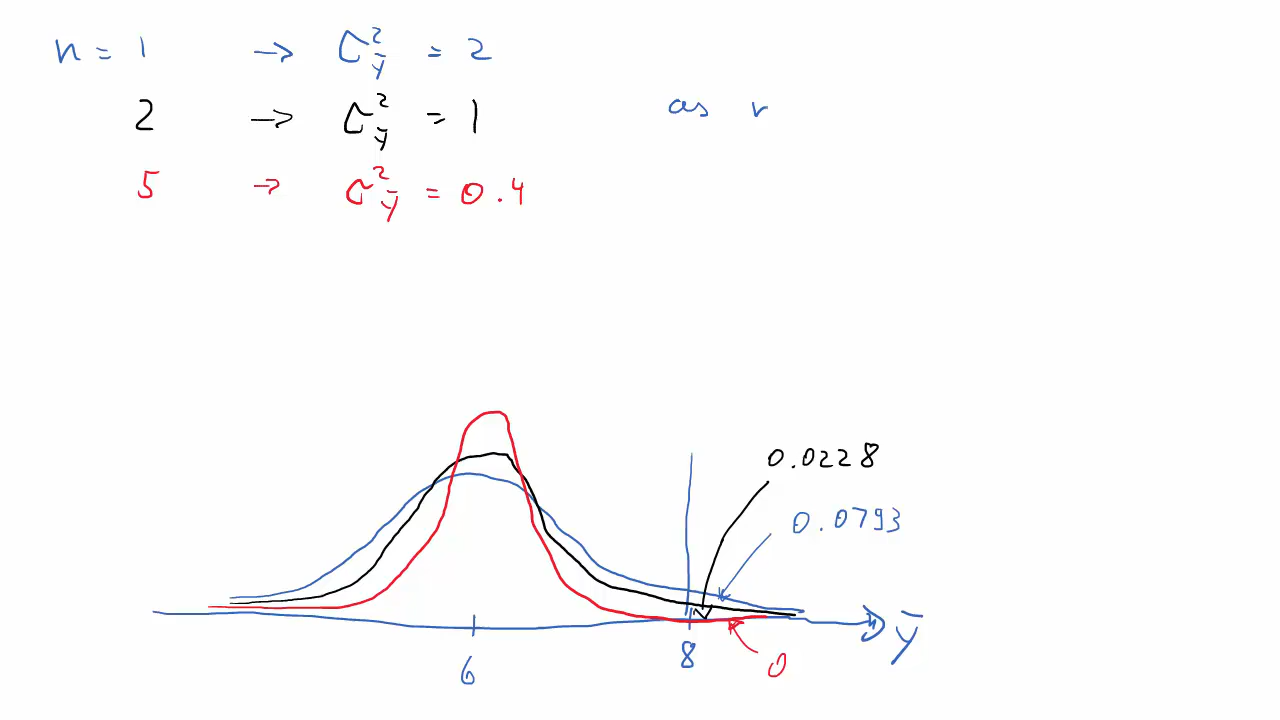 n = 1 → σ²ȳ = 2
2 → σ²ȳ = 1
as n
5 → σ²ȳ = 0.4
0.0228
0.0793
6
8
0
ȳ